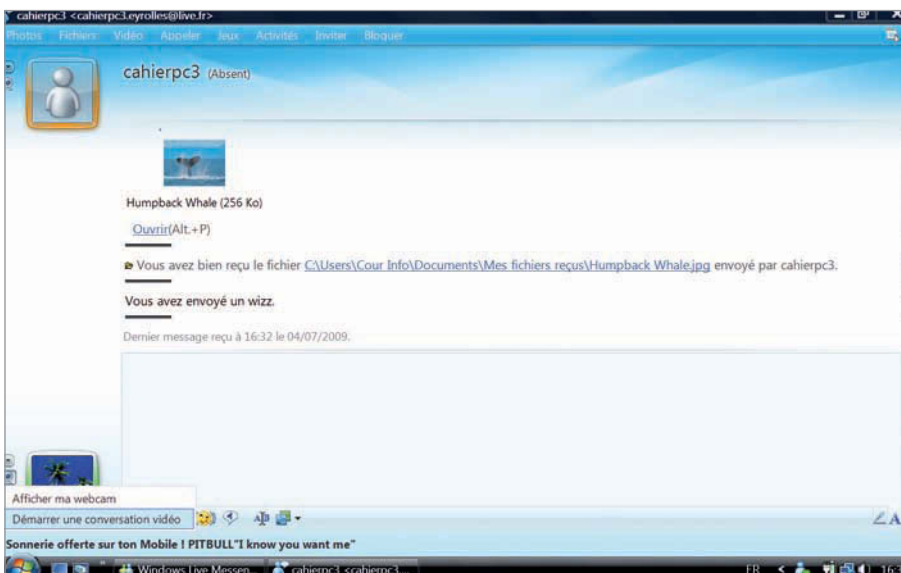 cahierpc3 <cahierpc3.eyrolles@live.fr>
Photos Fichiers Vidéo Appeler Jeux Activités Inviter Bloquer
cahierpc3 (Absent)
Humpback Whale (256 Ko)
Ouvrir(Alt.+P)
Vous avez bien reçu le fichier C:\Users\Cour Info\Documents\Mes fichiers reçus\Humpback Whale.jpg envoyé par cahierpc3.
Vous avez envoyé un wizz.
Dernier message reçu à 16:32 le 04/07/2009.
Afficher ma webcam
Démarrer une conversation vidéo
Sonnerie offerte sur ton Mobile ! PITBULL"I know you want me"
Windows Live Messen... cahierpc3 <cahierpc3.... FR